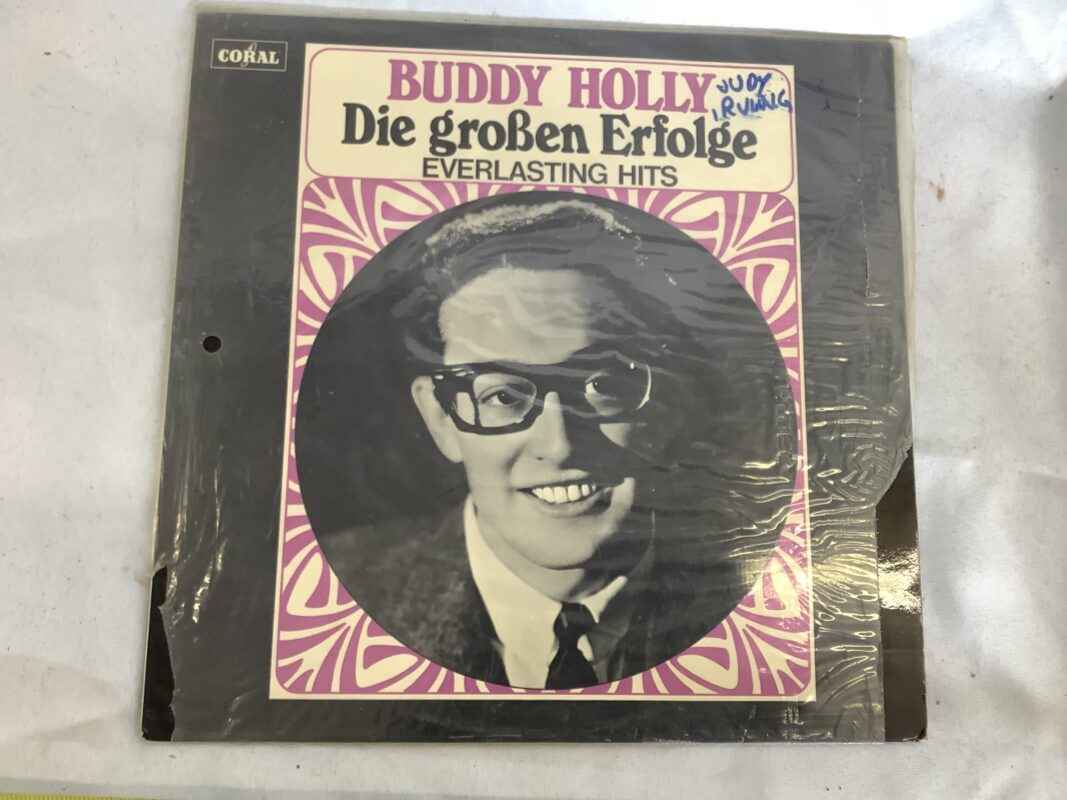 CORAL
BUDDY HOLLY
JUDY
IRVING
Die großen Erfolge
EVERLASTING HITS